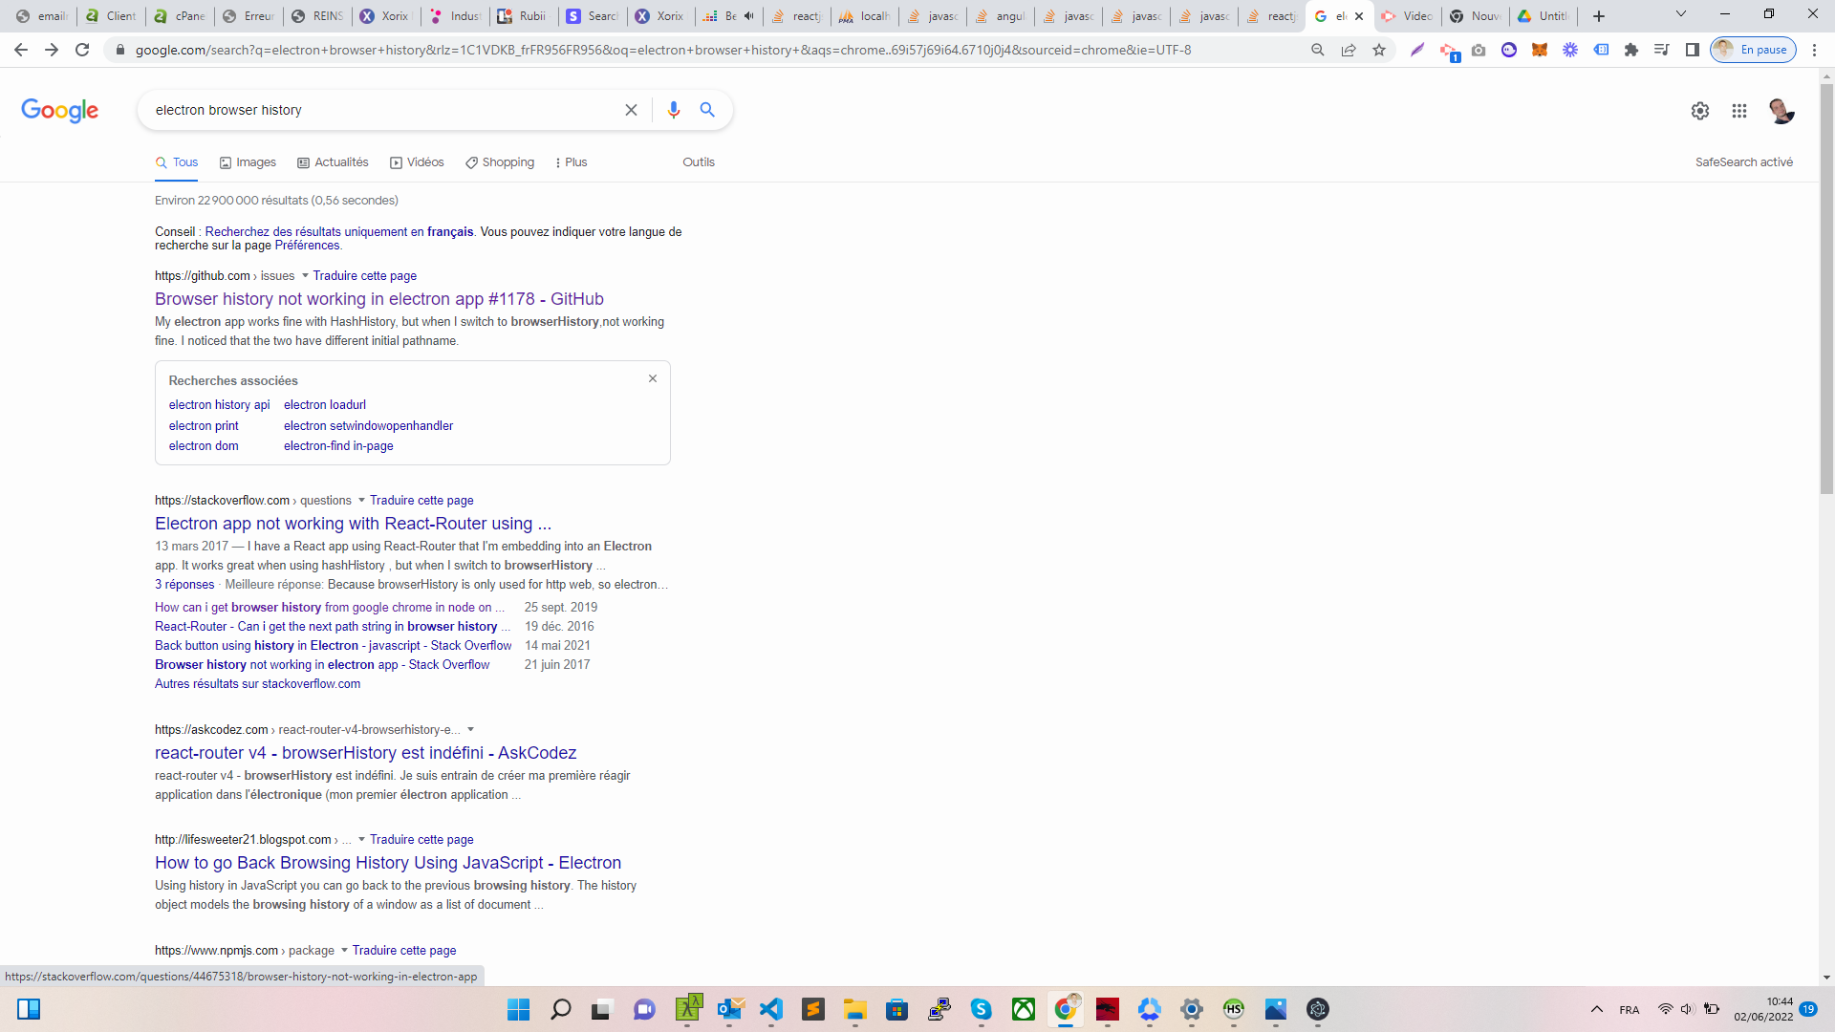 email
Client
cPane
Erreur
REINS
Xorix
Indust
Rubii
Searc
Xorix
Be
reactj
localh
javasc
angul
javasc
javasc
javasc
reactj
ele
Video
Nouve
Untitl
google.com/search?q=electron+browser+history&rlz=1C1VDKB_frFR956FR956&oq=electron+browser+history+&aqs=chrome..69i57j69i64.6710j0j4&sourceid=chrome&ie=UTF-8
1
En pause
Google
electron browser history
Tous Images Actualités Vidéos Shopping Plus Outils SafeSearch activé
Environ 22 900 000 résultats (0,56 secondes)
Conseil : Recherchez des résultats uniquement en français. Vous pouvez indiquer votre langue de
recherche sur la page Préférences.
https://github.com › issues Traduire cette page
Browser history not working in electron app #1178 - GitHub
My electron app works fine with HashHistory, but when I switch to browserHistory,not working
fine. I noticed that the two have different initial pathname.
Recherches associées
electron history api electron loadurl
electron print electron setwindowopenhandler
electron dom electron-find in-page
https://stackoverflow.com › questions Traduire cette page
Electron app not working with React-Router using ...
13 mars 2017 — I have a React app using React-Router that I'm embedding into an Electron
app. It works great when using hashHistory , but when I switch to browserHistory ...
3 réponses · Meilleure réponse: Because browserHistory is only used for http web, so electron...
How can i get browser history from google chrome in node on ... 25 sept. 2019
React-Router - Can i get the next path string in browser history ... 19 déc. 2016
Back button using history in Electron - javascript - Stack Overflow 14 mai 2021
Browser history not working in electron app - Stack Overflow 21 juin 2017
Autres résultats sur stackoverflow.com
https://askcodez.com › react-router-v4-browserhistory-e...
react-router v4 - browserHistory est indéfini - AskCodez
react-router v4 - browserHistory est indéfini. Je suis entrain de créer ma première réagir
application dans l'électronique (mon premier électron application ...
http://lifesweeter21.blogspot.com › ... Traduire cette page
How to go Back Browsing History Using JavaScript - Electron
Using history in JavaScript you can go back to the previous browsing history. The history
object models the browsing history of a window as a list of document ...
https://www.npmjs.com › package Traduire cette page
https://stackoverflow.com/questions/44675318/browser-history-not-working-in-electron-app
FRA
10:44
02/06/2022
19